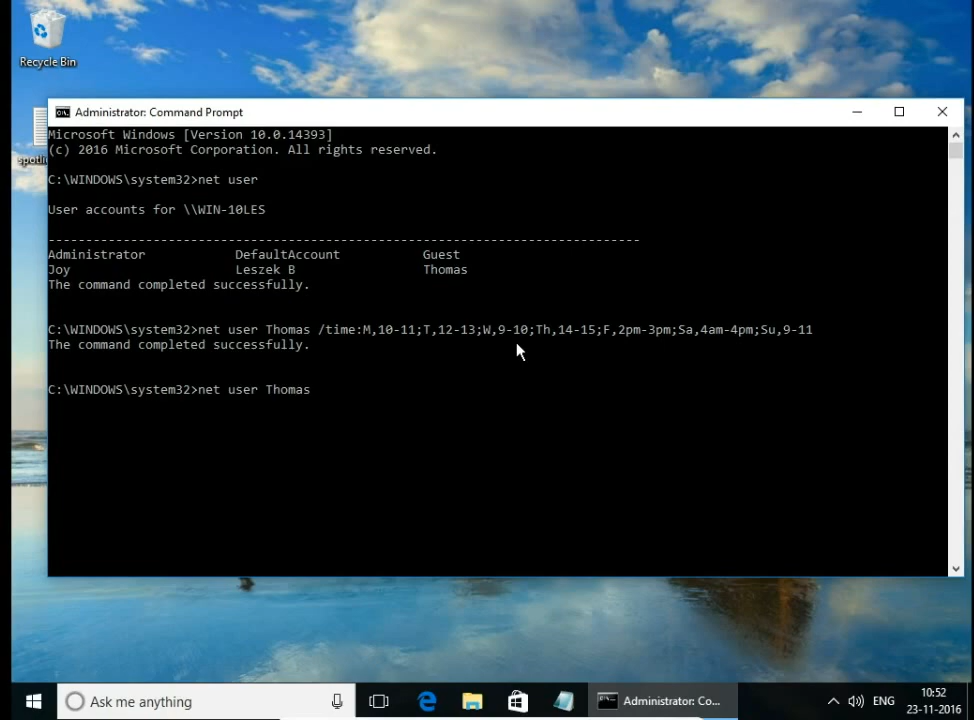 Recycle Bin
Administrator: Command Prompt
Microsoft Windows [Version 10.0.14393]
(c) 2016 Microsoft Corporation. All rights reserved.
C:\WINDOWS\system32>net user
User accounts for \\WIN-10LES
-------------------------------------------------------------------------------
Administrator DefaultAccount Guest
Joy Leszek B Thomas
The command completed successfully.
C:\WINDOWS\system32>net user Thomas /time:M,10-11;T,12-13;W,9-10;Th,14-15;F,2pm-3pm;Sa,4am-4pm;Su,9-11
The command completed successfully.
C:\WINDOWS\system32>net user Thomas
Ask me anything
Administrator: Co...
ENG
10:52
23-11-2016